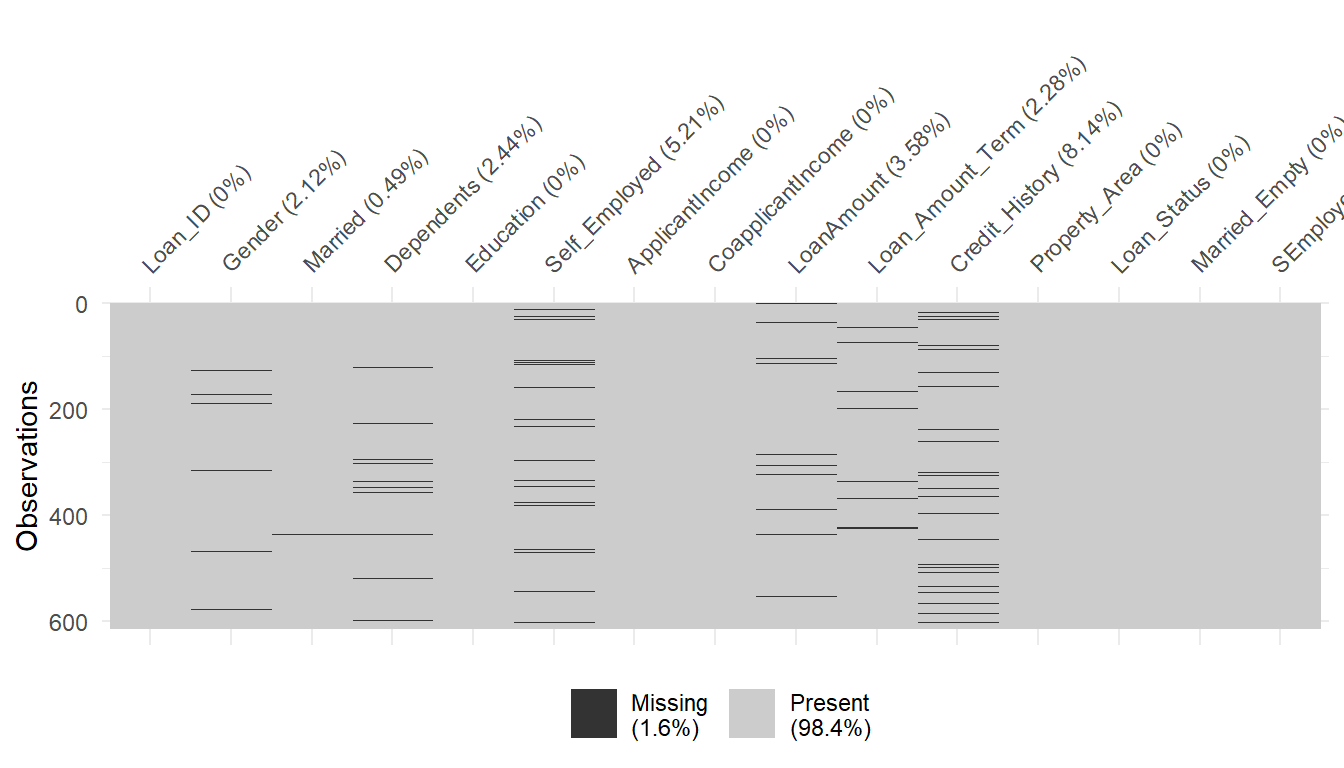 Loan_ID (0%)
Gender (2.12%)
Married (0.49%)
Dependents (2.44%)
Education (0%)
Self_Employed (5.21%)
ApplicantIncome (0%)
CoapplicantIncome (0%)
LoanAmount (3.58%)
Loan_Amount_Term (2.28%)
Credit_History (8.14%)
Property_Area (0%)
Loan_Status (0%)
Married_Empty (0%)
SEmploye
Observations
0
200
400
600
Missing
(1.6%)
Present
(98.4%)